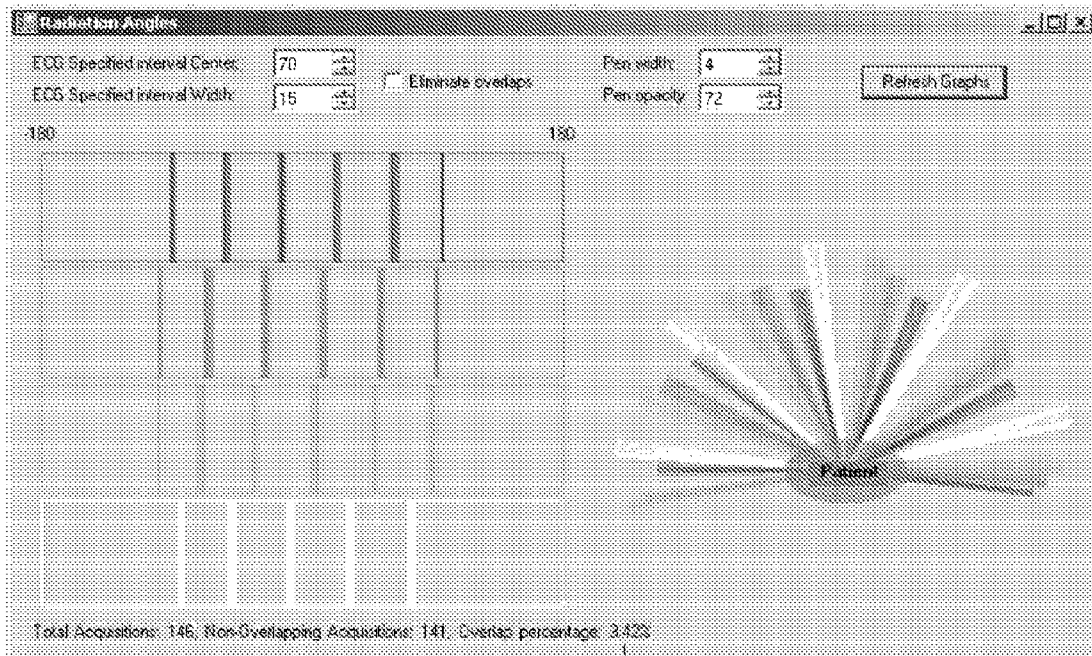 Radiation Angles
ECG Specified interval Center: 70
ECG Specified interval Width: 15
Eliminate overlaps
Pen width: 4
Pen opacity 72
Refresh Graphs
-180 180
Patient
Total Acquisitions: 146, Non-Overlapping Acquisitions: 141, Overlap percentage: 3.42%